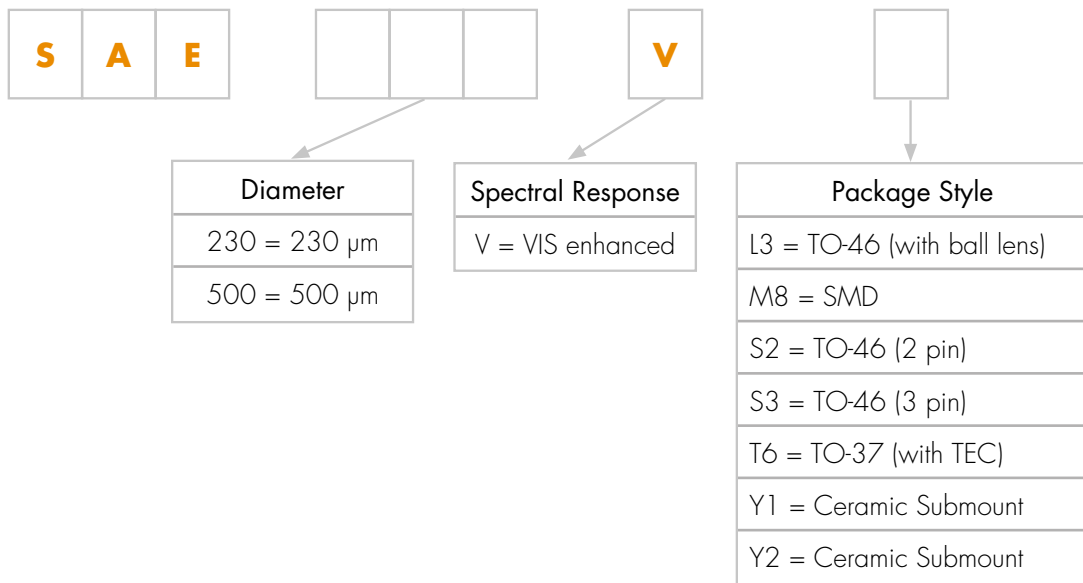 S A E V
Diameter
230 = 230 µm
500 = 500 µm
Spectral Response
V = VIS enhanced
Package Style
L3 = TO-46 (with ball lens)
M8 = SMD
S2 = TO-46 (2 pin)
S3 = TO-46 (3 pin)
T6 = TO-37 (with TEC)
Y1 = Ceramic Submount
Y2 = Ceramic Submount